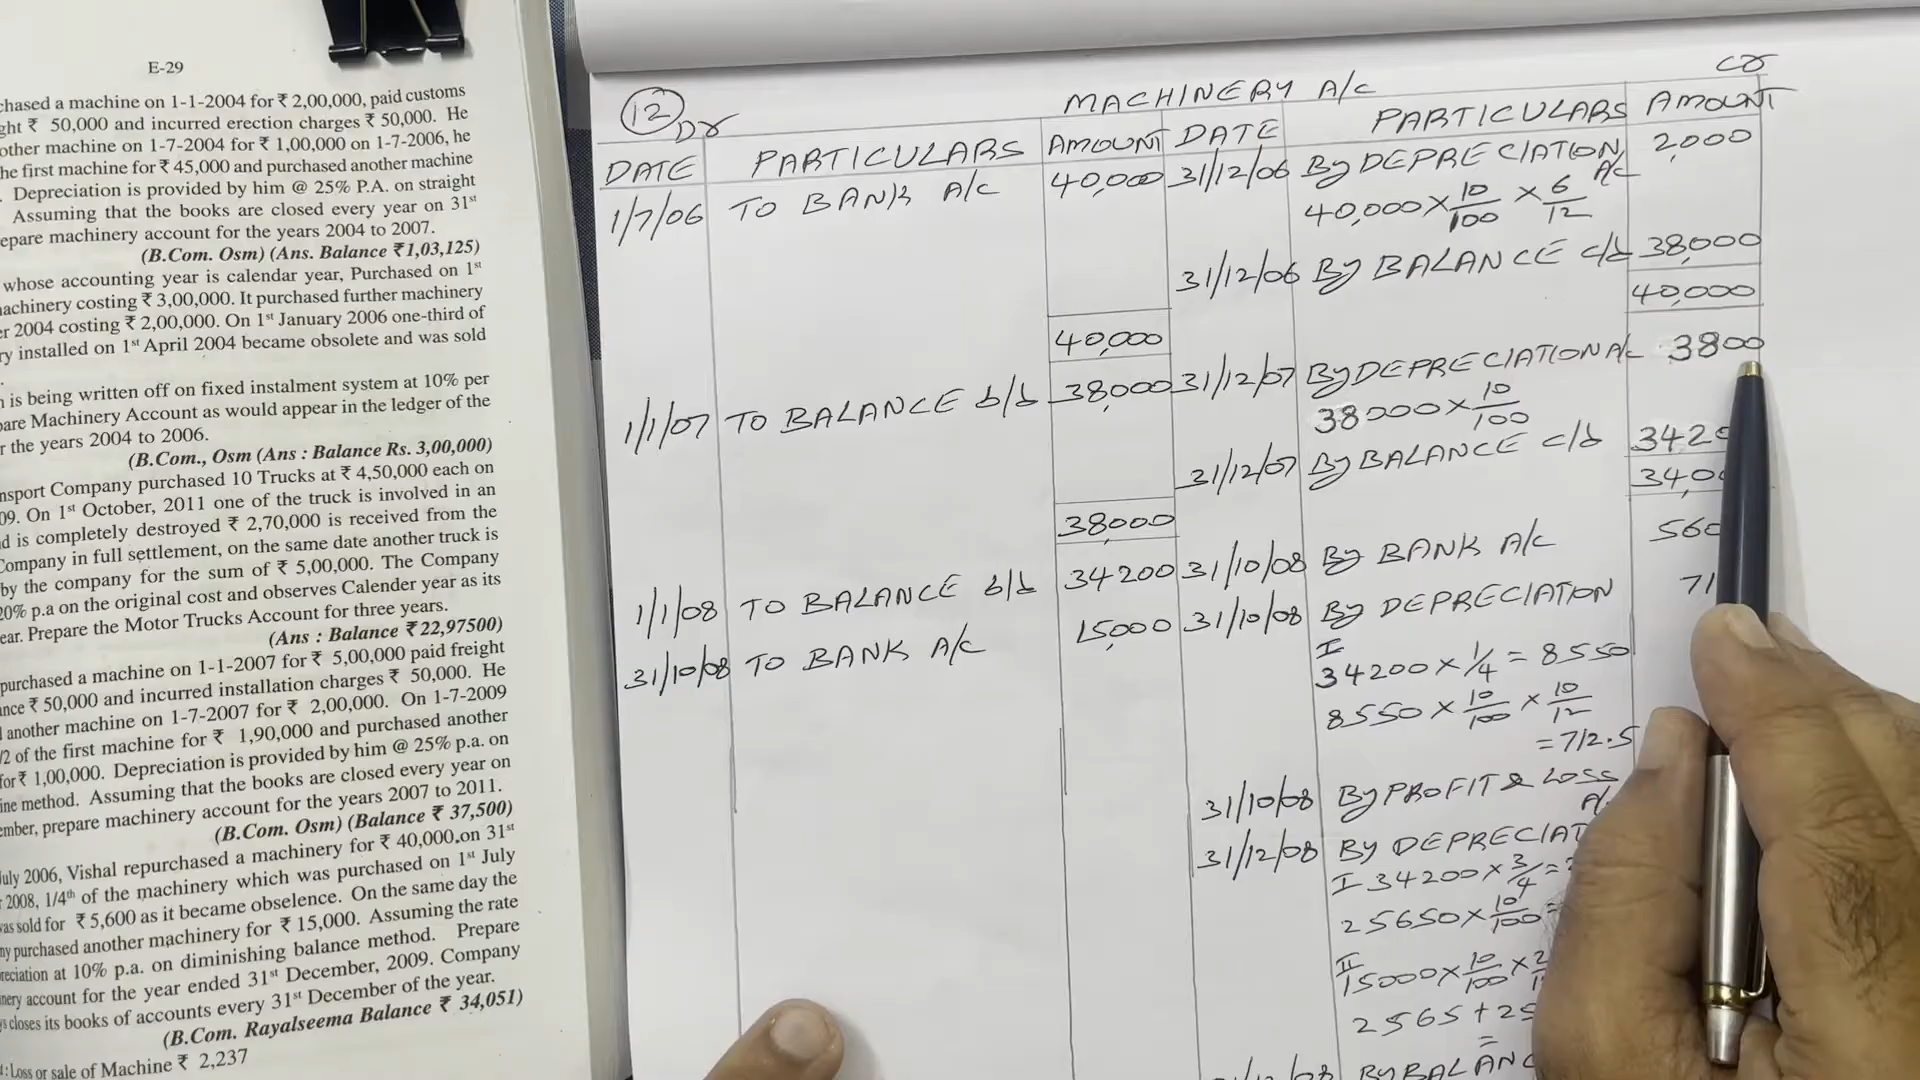 E-29
chased a machine on 1-1-2004 for ₹ 2,00,000, paid customs
ght ₹ 50,000 and incurred erection charges ₹ 50,000. He
other machine on 1-7-2004 for ₹ 1,00,000 on 1-7-2006, he
he first machine for ₹ 45,000 and purchased another machine
. Depreciation is provided by him @ 25% P.A. on straight
Assuming that the books are closed every year on 31st
epare machinery account for the years 2004 to 2007.
(B.Com. Osm) (Ans. Balance ₹1,03,125)
whose accounting year is calendar year, Purchased on 1st
achinery costing ₹ 3,00,000. It purchased further machinery
er 2004 costing ₹ 2,00,000. On 1st January 2006 one-third of
ry installed on 1st April 2004 became obsolete and was sold
.
n is being written off on fixed instalment system at 10% per
pare Machinery Account as would appear in the ledger of the
r the years 2004 to 2006.
(B.Com., Osm (Ans : Balance Rs. 3,00,000)
nsport Company purchased 10 Trucks at ₹ 4,50,000 each on
09. On 1st October, 2011 one of the truck is involved in an
d is completely destroyed ₹ 2,70,000 is received from the
Company in full settlement, on the same date another truck is
by the company for the sum of ₹ 5,00,000. The Company
20% p.a on the original cost and observes Calender year as its
ear. Prepare the Motor Trucks Account for three years.
(Ans : Balance ₹22,97500)
purchased a machine on 1-1-2007 for ₹ 5,00,000 paid freight
ance ₹ 50,000 and incurred installation charges ₹ 50,000. He
another machine on 1-7-2007 for ₹ 2,00,000. On 1-7-2009
/2 of the first machine for ₹ 1,90,000 and purchased another
for ₹ 1,00,000. Depreciation is provided by him @ 25% p.a. on
ine method. Assuming that the books are closed every year on
ember, prepare machinery account for the years 2007 to 2011.
(B.Com. Osm) (Balance ₹ 37,500)
July 2006, Vishal repurchased a machinery for ₹ 40,000.on 31st
r 2008, 1/4th of the machinery which was purchased on 1st July
was sold for ₹ 5,600 as it became obselence. On the same day the
ny purchased another machinery for ₹ 15,000. Assuming the rate
reciation at 10% p.a. on diminishing balance method. Prepare
nery account for the year ended 31st December, 2009. Company
s closes its books of accounts every 31st December of the year.
(B.Com. Rayalseema Balance ₹ 34,051)
: Loss or sale of Machine ₹ 2,237
12 Dr MACHINERY A/c Cr
DATE PARTICULARS AMOUNT DATE PARTICULARS AMOUNT
1/7/06 TO BANK A/c 40,000 31/12/06 By DEPRECIATION A/c 2,000
40,000 × 10/100 × 6/12
31/12/06 By BALANCE c/d 38,000
40,000 40,000
1/1/07 TO BALANCE b/d 38,000 31/12/07 By DEPRECIATION A/c 3800
38000 × 10/100
31/12/07 By BALANCE c/d 3420
38,000 34,0
1/1/08 TO BALANCE b/d 34200 31/10/08 By BANK A/c 560
31/10/08 TO BANK A/c 15,000 31/10/08 By DEPRECIATION 71
I
34200 × 1/4 = 8550
8550 × 10/100 × 10/12
= 712.5
31/10/08 By PROFIT & LOSS A/c
31/12/08 By DEPRECIAT
I 34200 × 3/4 =
25650 × 10/100 =
II
15000 × 10/100 × 2/1
2565 + 25
=
31/12/08 By BALANC